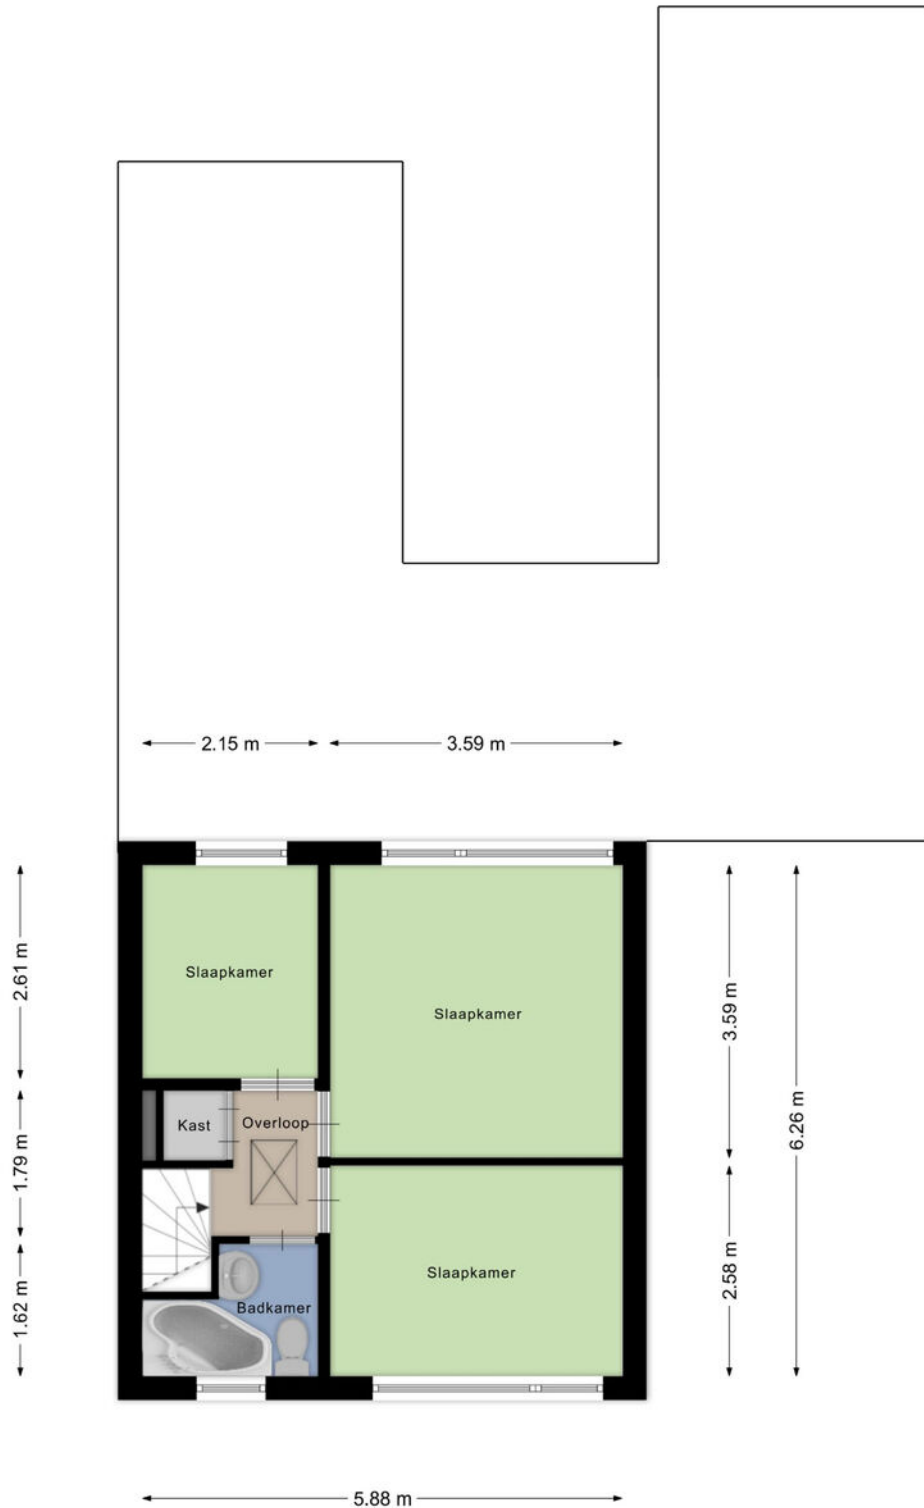 2.15 m
3.59 m
2.61 m
Slaapkamer
Slaapkamer
3.59 m
6.26 m
Kast
Overloop
1.79 m
Slaapkamer
2.58 m
1.62 m
Badkamer
5.88 m